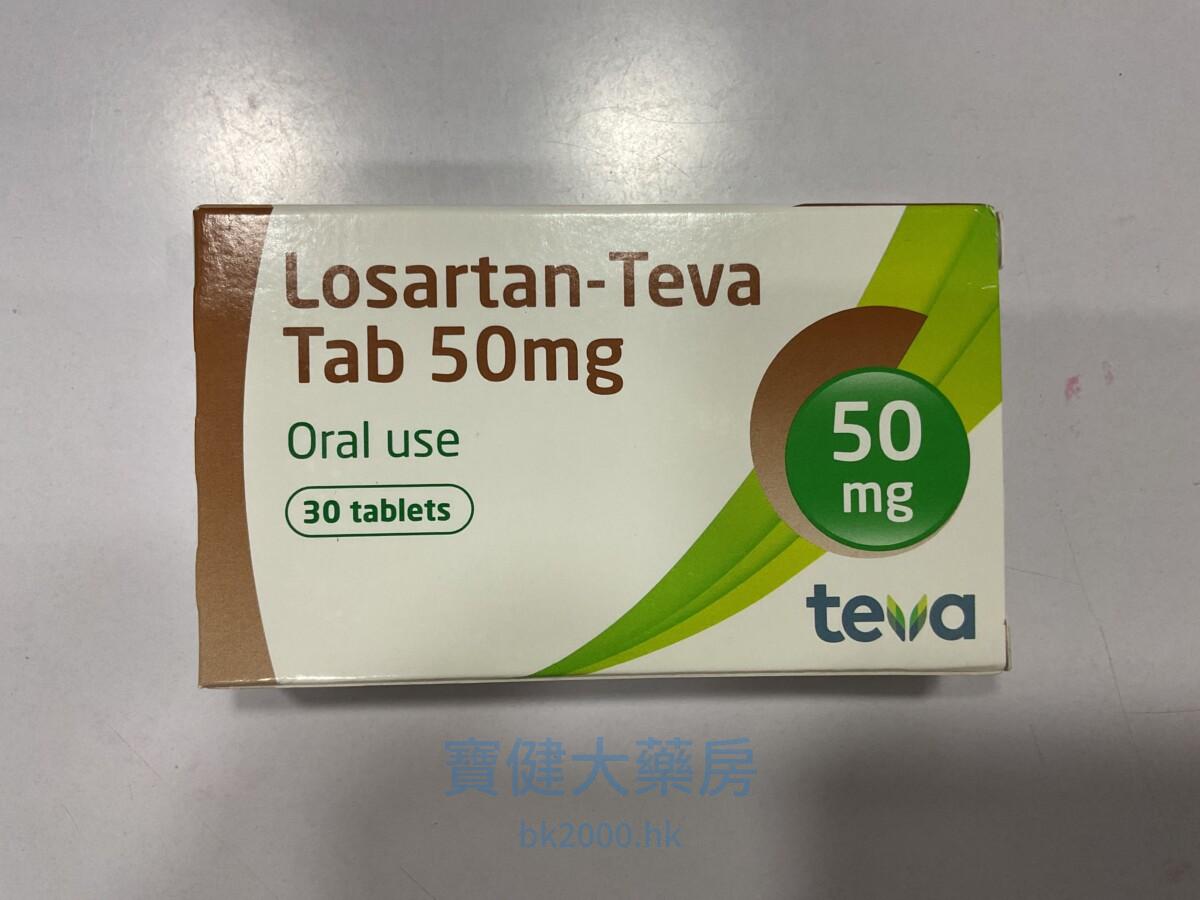 Losartan-Teva
Tab 50mg
Oral use
30 tablets
50
mg
teva
寶健大藥房
bk2000.hk